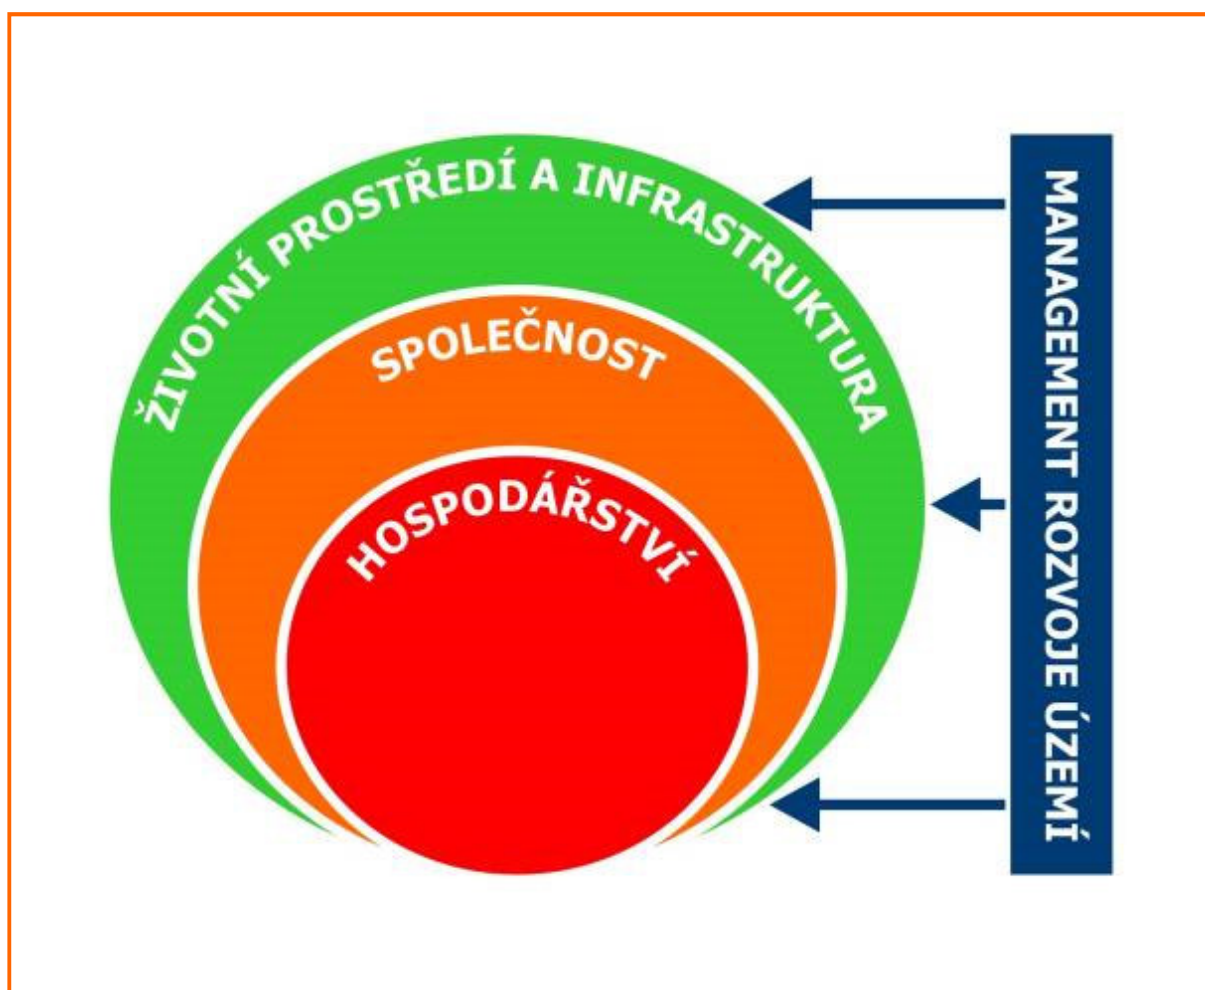 ŽIVOTNÍ PROSTŘEDÍ A INFRASTRUKTURA
SPOLEČNOST
HOSPODÁŘSTVÍ
MANAGEMENT ROZVOJE ÚZEMÍ